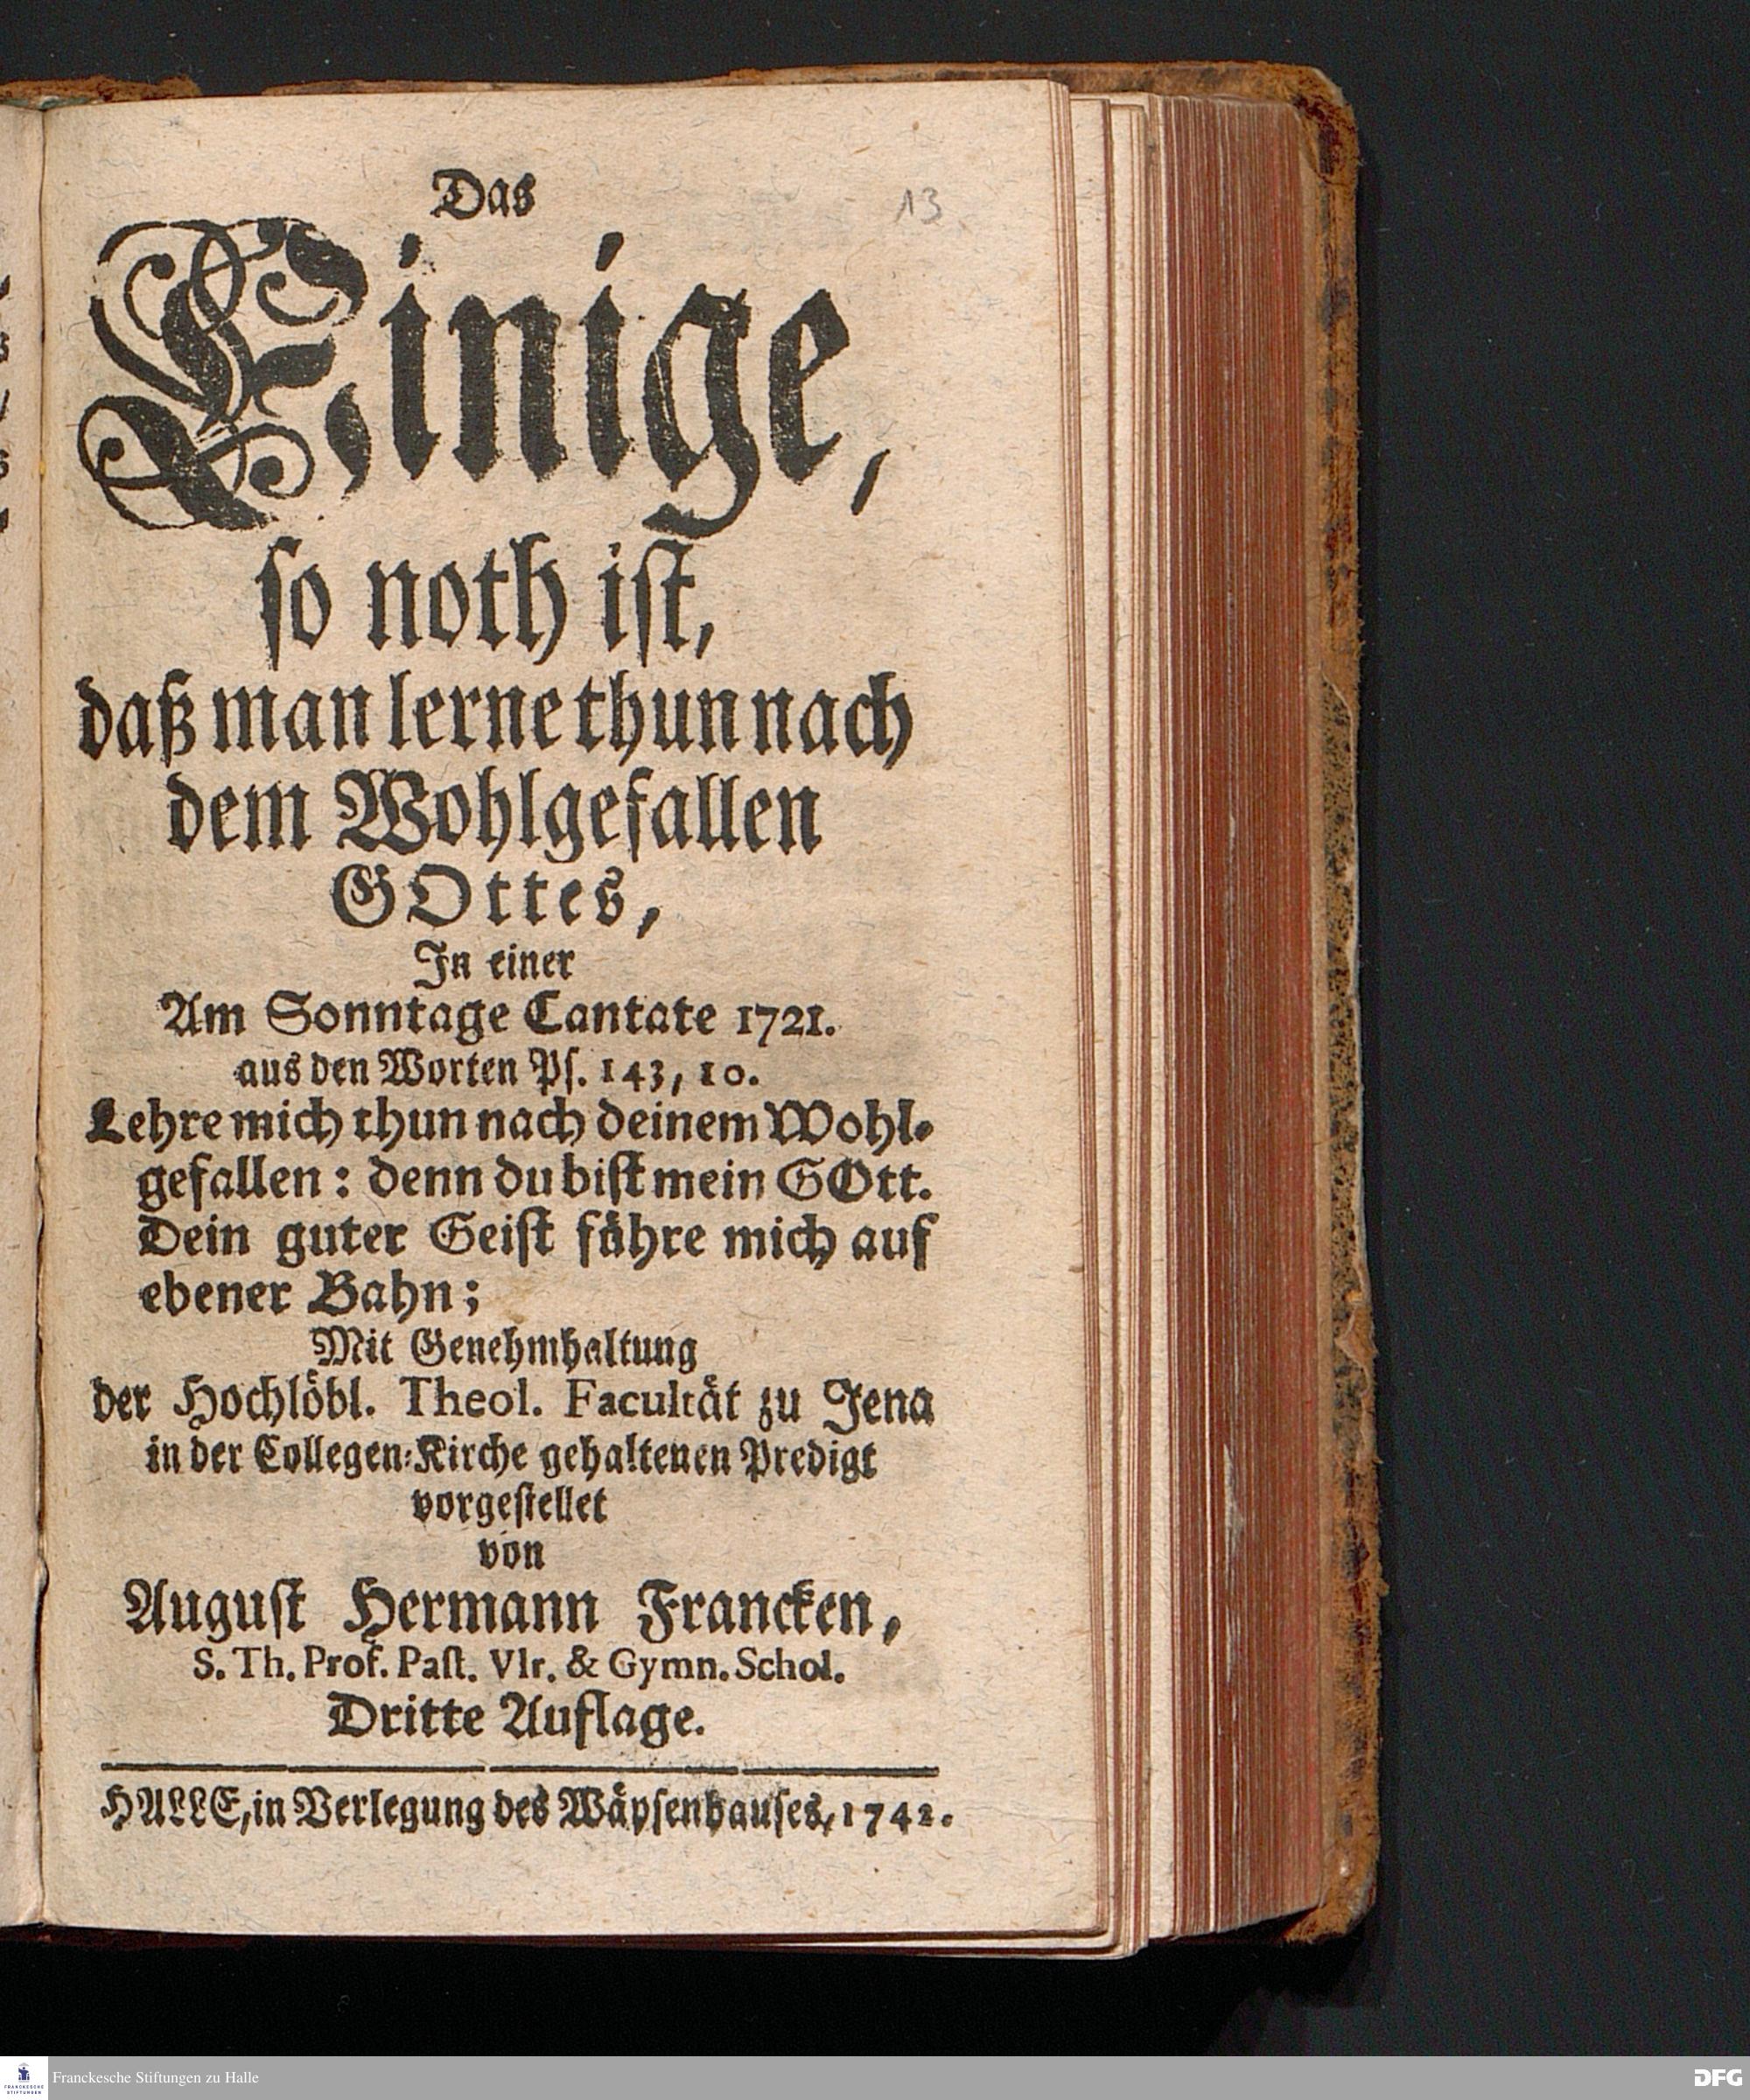 Das
13
Einige,
so noth ist,
daß man lerne thun nach
dem Wohlgefallen
GOttes,
In einer
Am Sonntage Cantate 1721.
aus den Worten Ps. 143, 10.
Lehre mich thun nach deinem Wohl-
gefallen: denn du bist mein GOtt.
Dein guter Geist führe mich auf
ebener Bahn;
Mit Genehmhaltung
der Hochlöbl. Theol. Facultät zu Jena
in der Collegen-Kirche gehaltenen Predigt
vorgestellet
von
August Hermann Francken,
S. Th. Prof. Past. Vlr. & Gymn. Schol.
Dritte Auflage.
HALLE, in Verlegung des Wäysenhauses, 1742.
FRANCKESCHE
STIFTUNGEN
Franckesche Stiftungen zu Halle
DFG